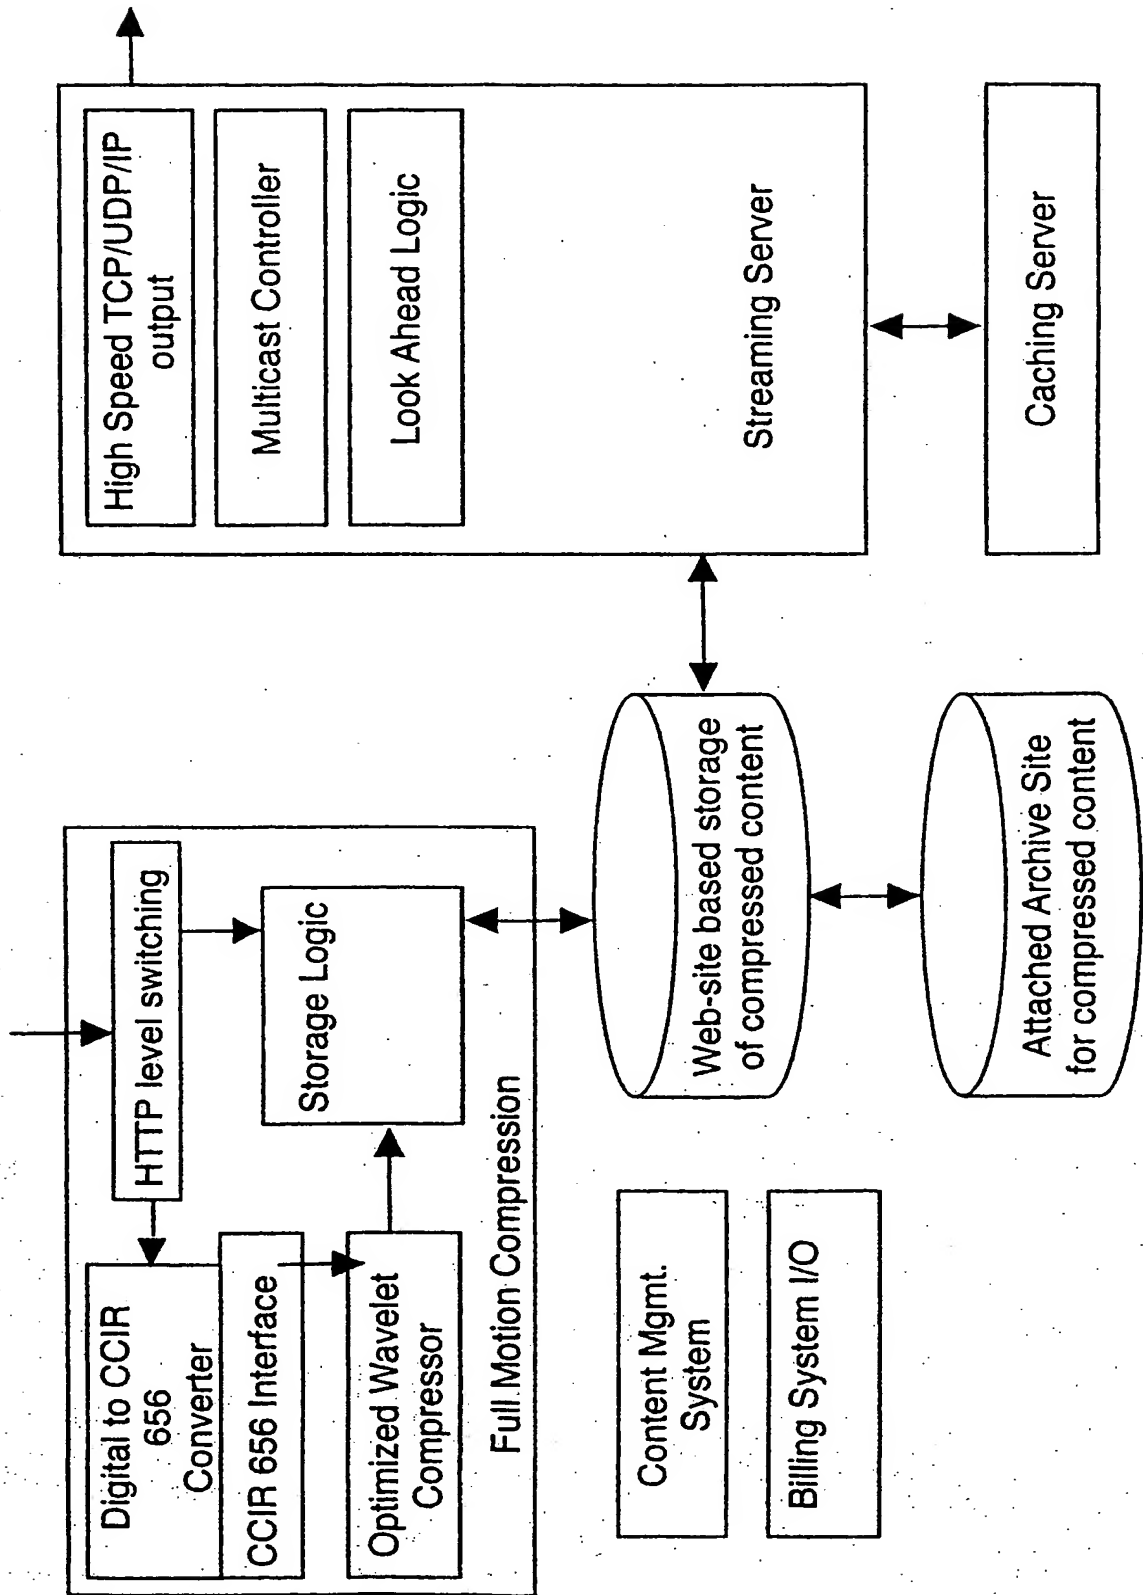 Digital to CCIR
656
Converter
CCIR 656 Interface
Optimized Wavelet
Compressor
HTTP level switching
Storage Logic
Full Motion Compression
Content Mgmt.
System
Billing System I/O
Web-site based storage
of compressed content
Attached Archive Site
for compressed content
High Speed TCP/UDP/IP
output
Multicast Controller
Look Ahead Logic
Streaming Server
Caching Server